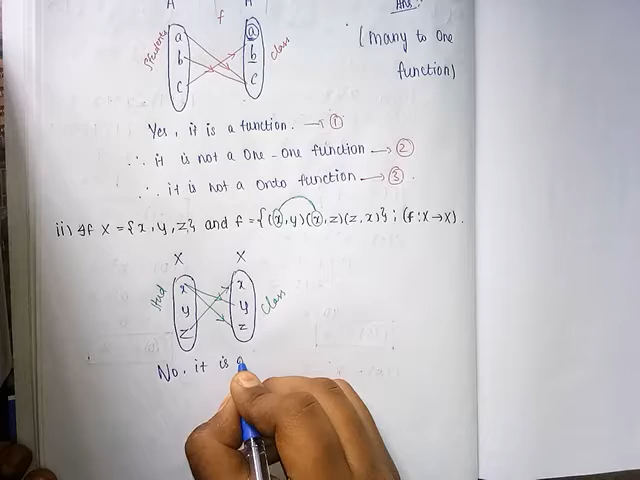 A A
f
Ans:
Students a a class
b b
c c
(many to one
function)
Yes, it is a function. → ①
∴ it is not a one-one function → ②
∴ it is not a onto function → ③.
ii) If X = {x, y, z} and f = {(x, y)(x, z)(z, x)} ; (f : X → X).
X X
stud x x class
y y
z z
No, it is